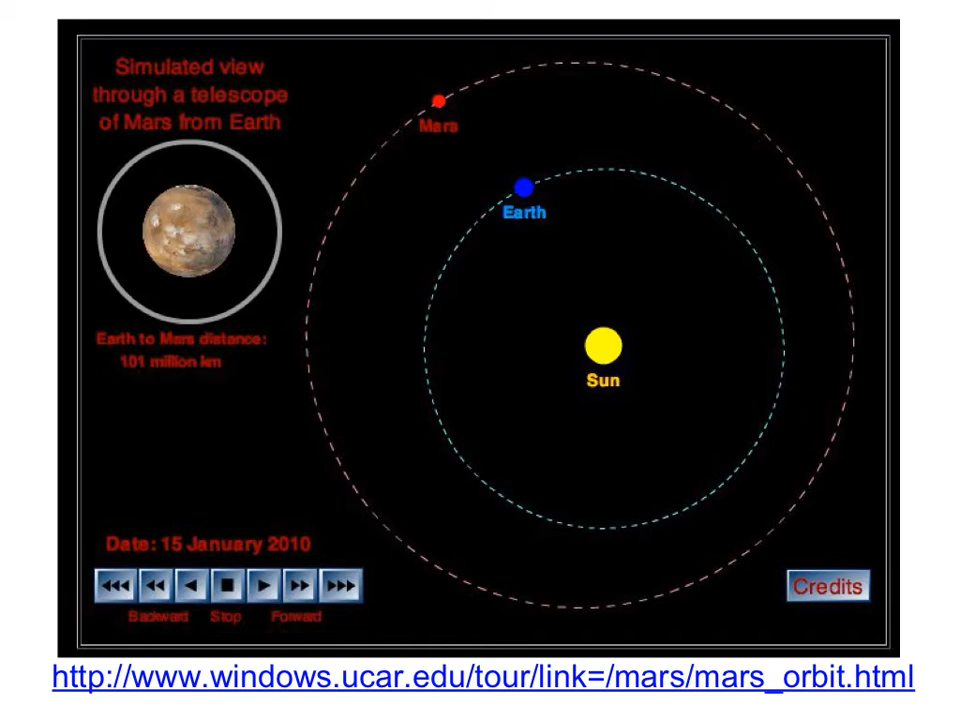 Simulated view
through a telescope
of Mars from Earth
Mars
Earth
Earth to Mars distance:
101 million km
Sun
Date: 15 January 2010
Backward Stop Forward
Credits
http://www.windows.ucar.edu/tour/link=/mars/mars_orbit.html